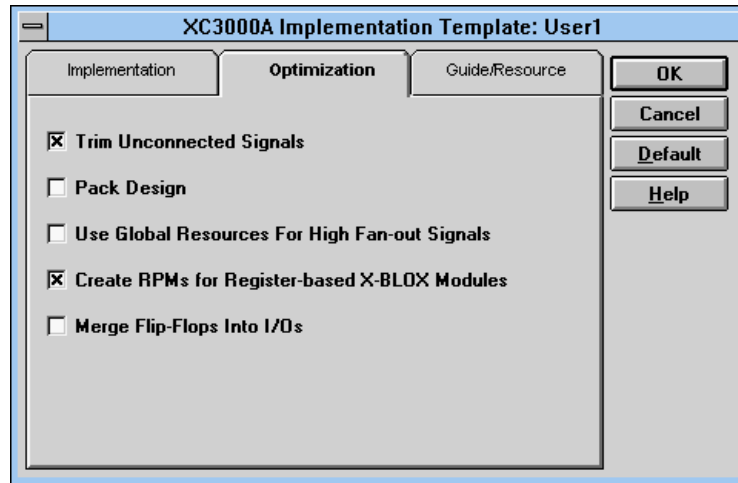 XC3000A Implementation Template: User1
Implementation
Optimization
Guide/Resource
OK
Cancel
Default
Help
Trim Unconnected Signals
Pack Design
Use Global Resources For High Fan-out Signals
Create RPMs for Register-based X-BLOX Modules
Merge Flip-Flops Into I/Os